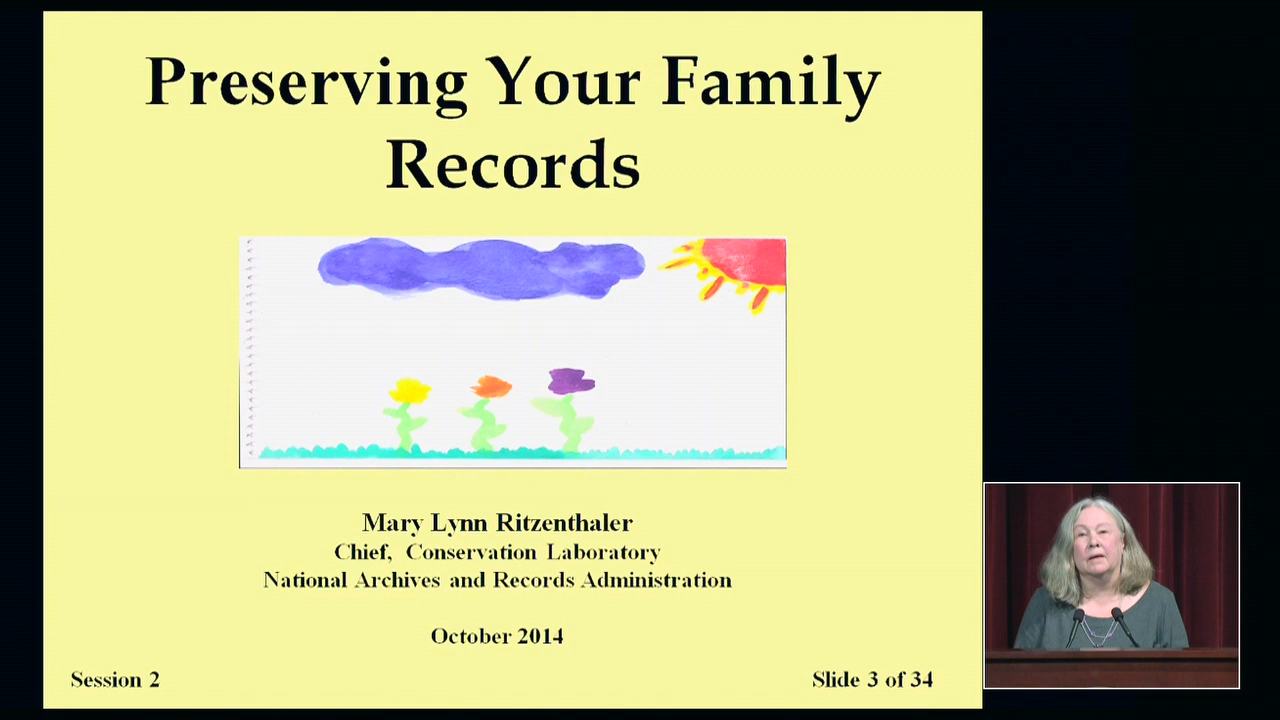 Preserving Your Family
Records
Mary Lynn Ritzenthaler
Chief, Conservation Laboratory
National Archives and Records Administration
October 2014
Session 2
Slide 3 of 34